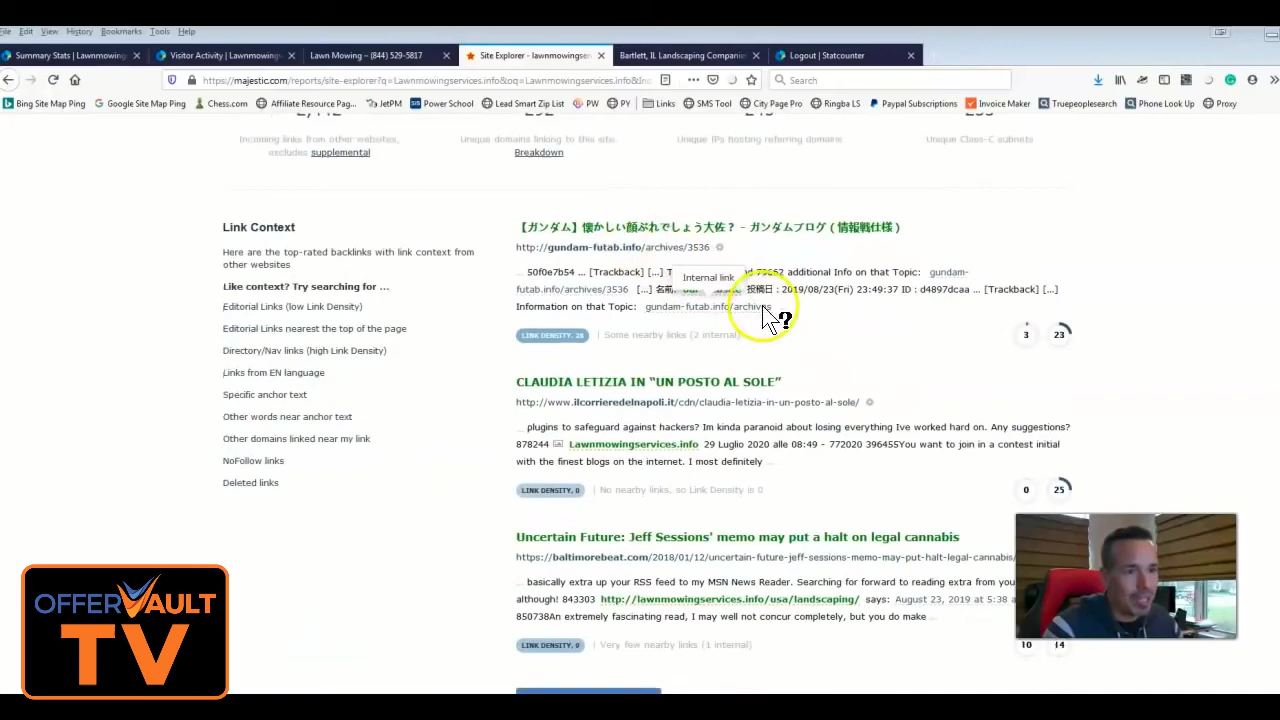 File Edit View History Bookmarks Tools Help
Summary Stats | Lawnmowing
Visitor Activity | Lawnmowing
Lawn Mowing – (844) 529-5817
Site Explorer - lawnmowingser
Bartlett, IL Landscaping Companie
Logout | Statcounter
https://majestic.com/reports/site-explorer?q=Lawnmowingservices.info&oq=Lawnmowingservices.info&Ind
Search
Bing Site Map Ping
Google Site Map Ping
Chess.com
Affiliate Resource Pag...
JetPM
Power School
Lead Smart Zip List
PW
PY
Links
SMS Tool
City Page Pro
Ringba LS
Paypal Subscriptions
Invoice Maker
Truepeoplesearch
Phone Look Up
Proxy
Incoming links from other websites,
excludes supplemental
Unique domains linking to this site.
Breakdown
Unique IPs hosting referring domains
Unique Class-C subnets
Link Context
Here are the top-rated backlinks with link context from
other websites
Like context? Try searching for ...
Editorial Links (low Link Density)
Editorial Links nearest the top of the page
Directory/Nav links (high Link Density)
Links from EN language
Specific anchor text
Other words near anchor text
Other domains linked near my link
NoFollow links
Deleted links
【ガンダム】懐かしい顔ぶれでしょう大佐？ – ガンダムブログ（情報戦仕様）
http://gundam-futab.info/archives/3536
... 50f0e7b54 ... [Trackback] [...] additional Info on that Topic: gundam-
Internal link
futab.info/archives/3536 [...] 名前: 投稿日：2019/08/23(Fri) 23:49:37 ID：d4897dcaa ... [Trackback] [...]
Information on that Topic: gundam-futab.info/archives
LINK DENSITY, 28 | Some nearby links (2 internal)
3 23
CLAUDIA LETIZIA IN “UN POSTO AL SOLE”
http://www.ilcorrieredelnapoli.it/cdn/claudia-letizia-in-un-posto-al-sole/
... plugins to safeguard against hackers? Im kinda paranoid about losing everything Ive worked hard on. Any suggestions?
878244 Lawnmowingservices.info 29 Luglio 2020 alle 08:49 - 772020 396455You want to join in a contest initial
with the finest blogs on the internet. I most definitely ...
LINK DENSITY, 0 | No nearby links, so Link Density is 0
0 25
Uncertain Future: Jeff Sessions' memo may put a halt on legal cannabis
https://baltimorebeat.com/2018/01/12/uncertain-future-jeff-sessions-memo-may-put-halt-legal-cannabis/
... basically extra up your RSS feed to my MSN News Reader. Searching for forward to reading extra from you
although! 843303 http://lawnmowingservices.info/usa/landscaping/ says: August 23, 2019 at 5:38 a
850738An extremely fascinating read, I may well not concur completely, but you do make ...
LINK DENSITY, 9 | Very few nearby links (1 internal)
10 14
OFFERVAULT
TV